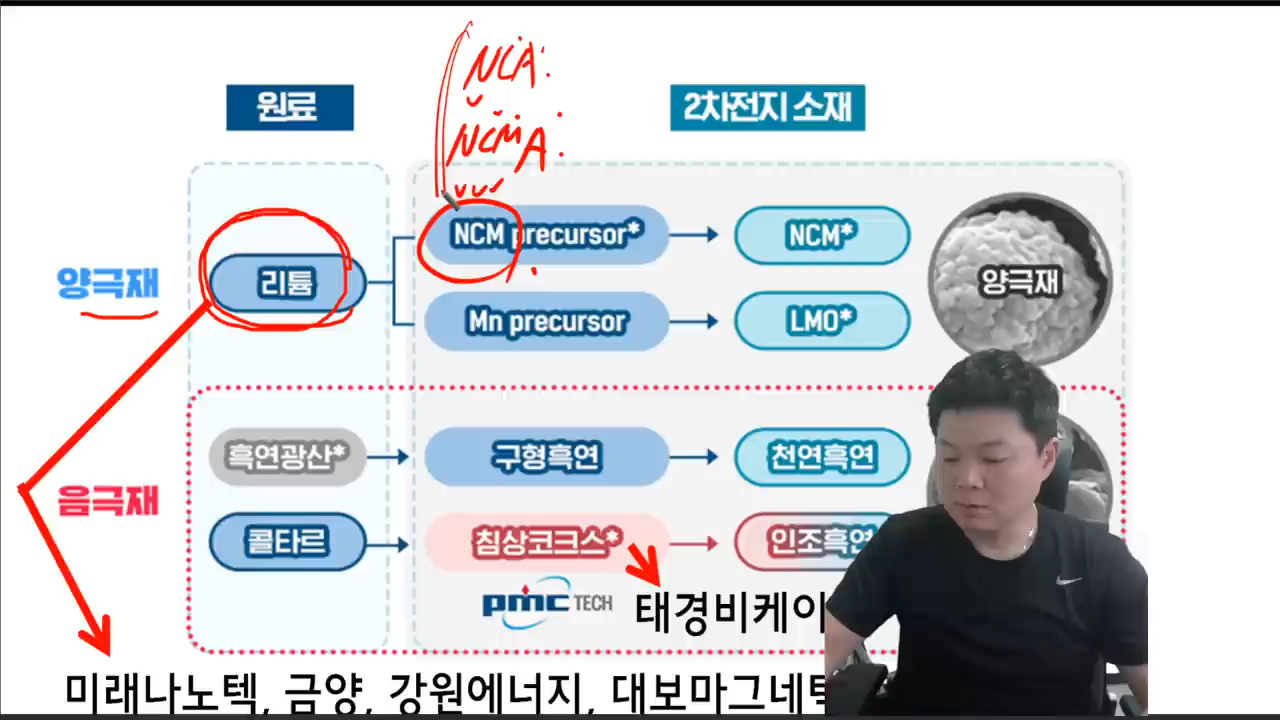 NCA
NCMA
원료
2차전지 소재
양극재
리튬
NCM precursor*
NCM*
Mn precursor
LMO*
양극재
음극재
흑연광산*
구형흑연
천연흑연
콜타르
침상코크스*
인조흑연
pmc TECH
태경비케이
미래나노텍, 금양, 강원에너지, 대보마그네틱